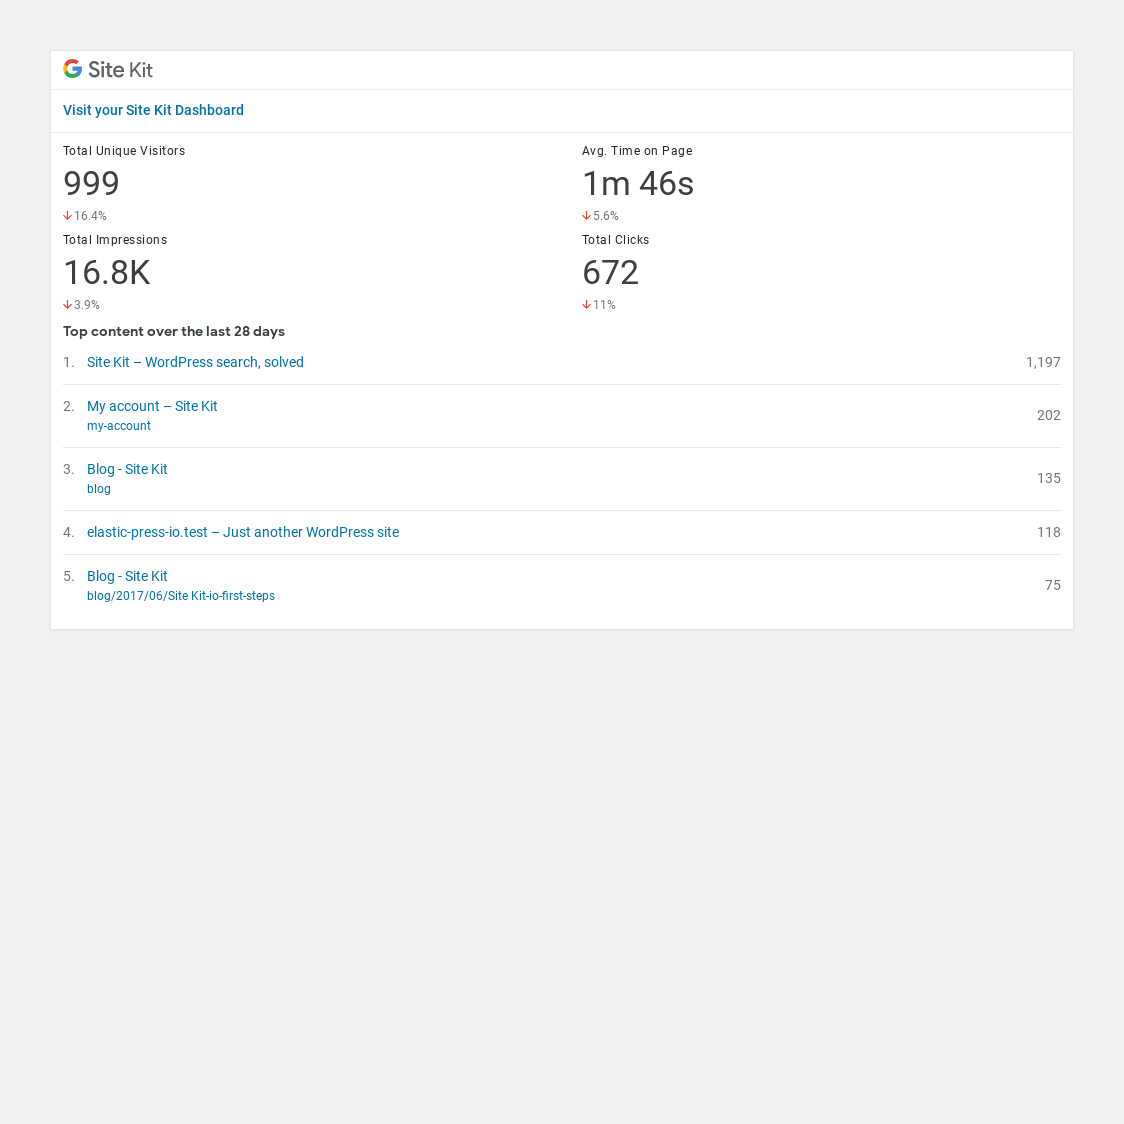 Site Kit
Visit your Site Kit Dashboard
Total Unique Visitors
999
16.4%
Avg. Time on Page
1m 46s
5.6%
Total Impressions
16.8K
3.9%
Total Clicks
672
11%
Top content over the last 28 days
1. Site Kit – WordPress search, solved 1,197
2. My account – Site Kit 202
my-account
3. Blog - Site Kit 135
blog
4. elastic-press-io.test – Just another WordPress site 118
5. Blog - Site Kit 75
blog/2017/06/Site Kit-io-first-steps